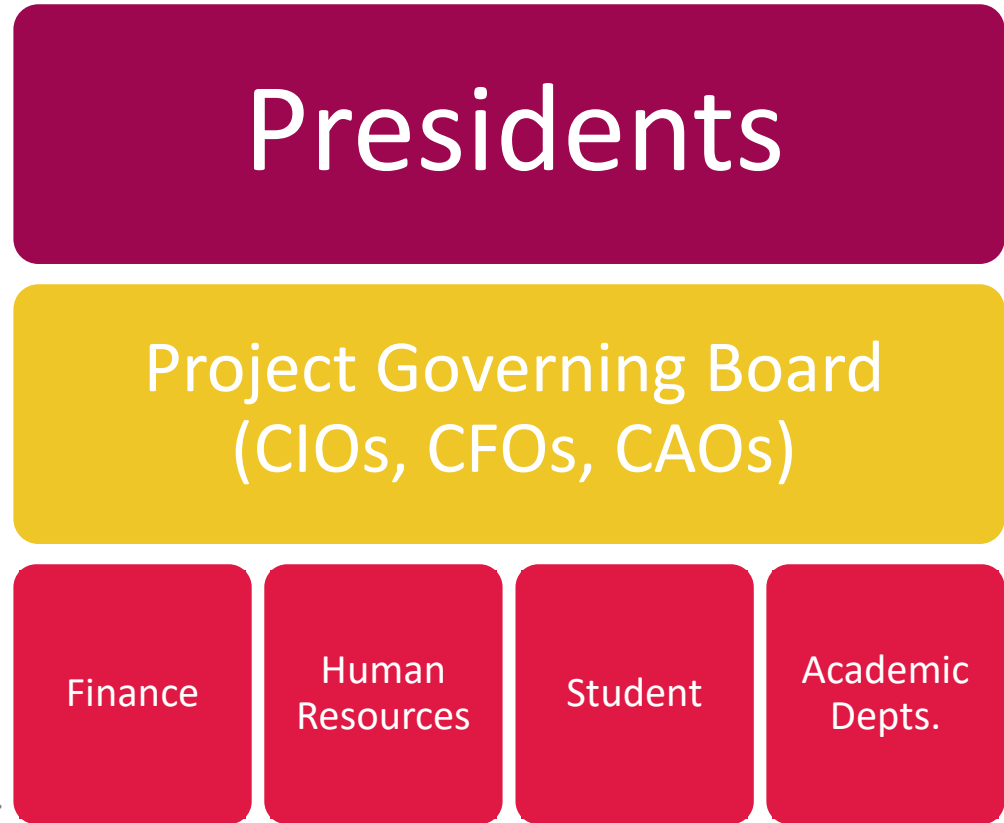 Presidents
Project Governing Board
(CIOs, CFOs, CAOs)
Finance
Human
Resources
Student
Academic
Depts.